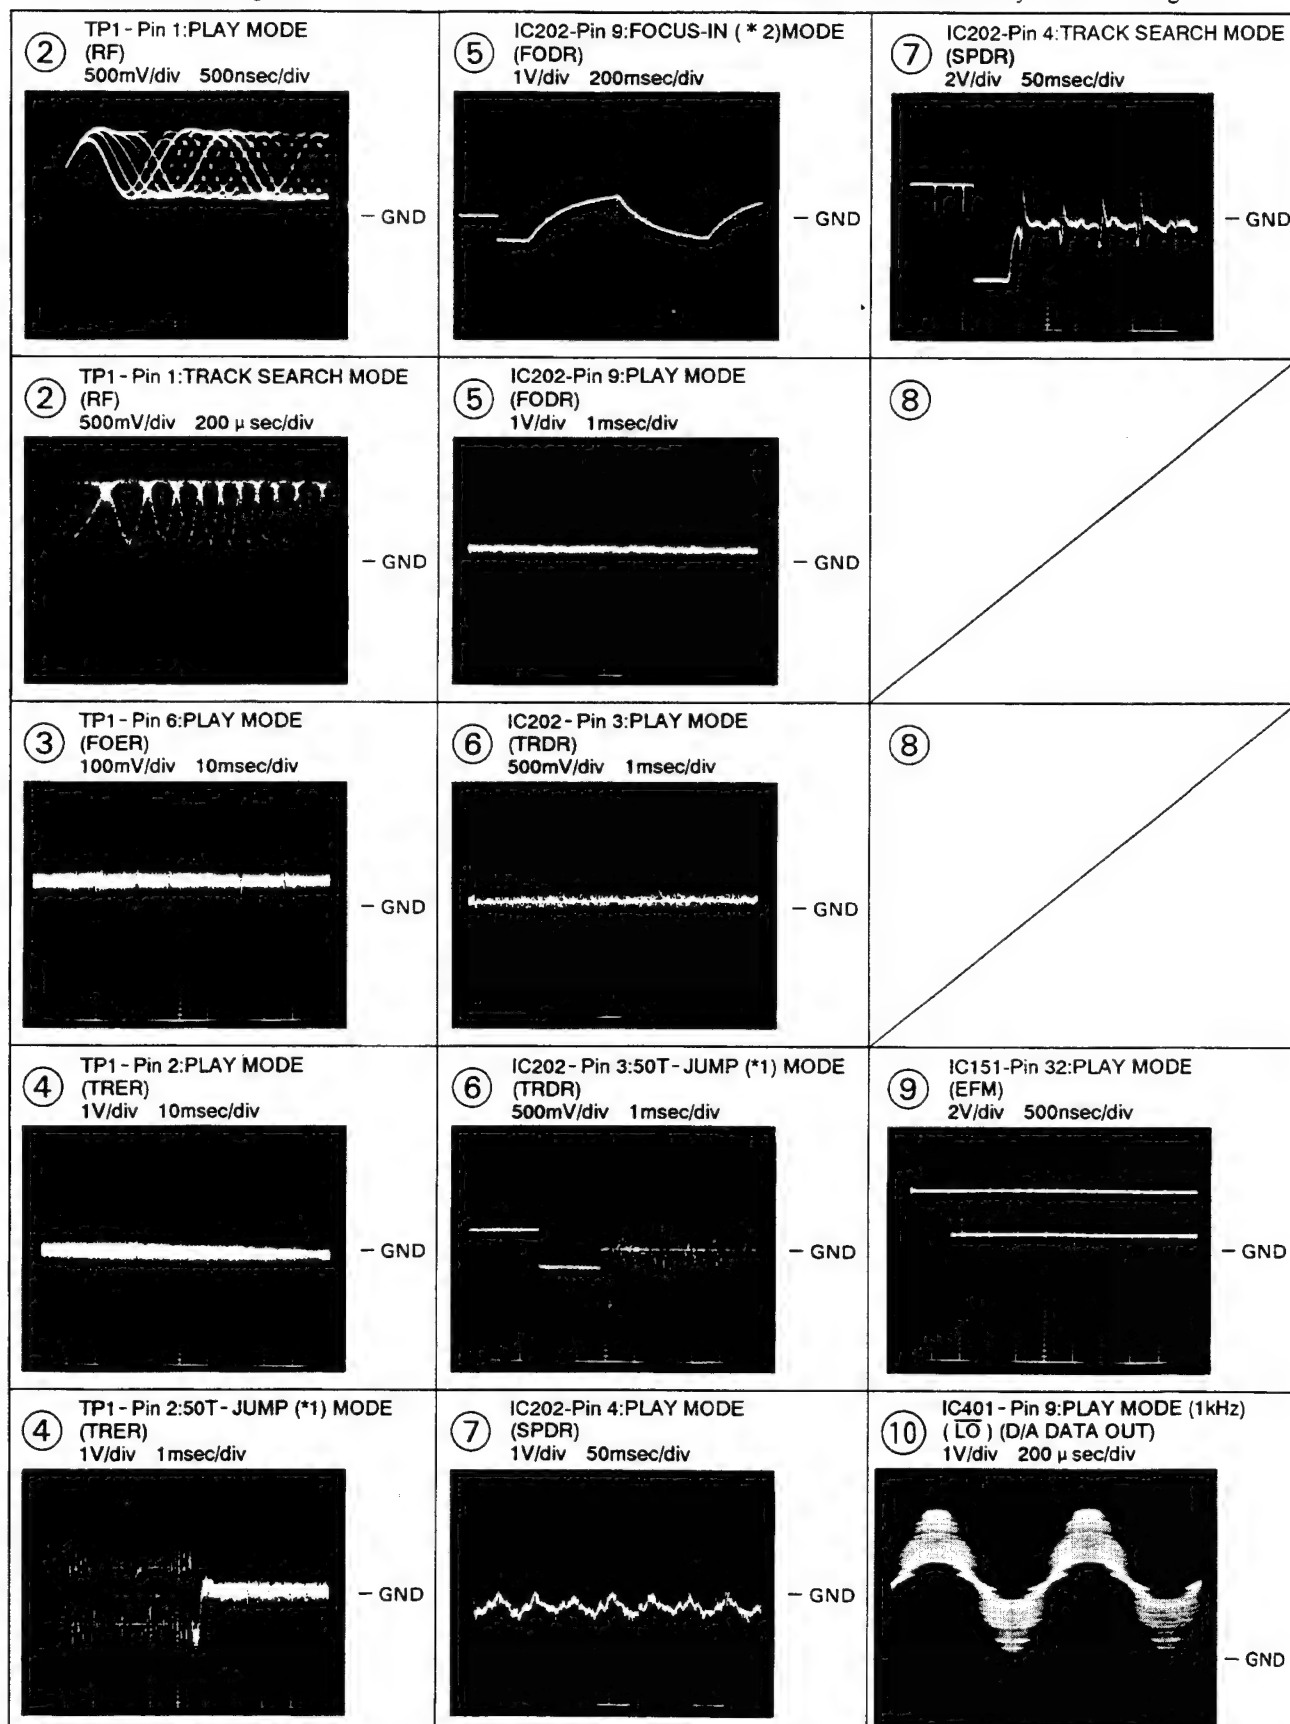 ② TP1 - Pin 1:PLAY MODE
(RF)
500mV/div 500nsec/div
– GND
⑤ IC202-Pin 9:FOCUS-IN ( * 2)MODE
(FODR)
1V/div 200msec/div
– GND
⑦ IC202-Pin 4:TRACK SEARCH MODE
(SPDR)
2V/div 50msec/div
– GND
② TP1 - Pin 1:TRACK SEARCH MODE
(RF)
500mV/div 200 μ sec/div
– GND
⑤ IC202-Pin 9:PLAY MODE
(FODR)
1V/div 1msec/div
– GND
⑧
③ TP1 - Pin 6:PLAY MODE
(FOER)
100mV/div 10msec/div
– GND
⑥ IC202 - Pin 3:PLAY MODE
(TRDR)
500mV/div 1msec/div
– GND
⑧
④ TP1 - Pin 2:PLAY MODE
(TRER)
1V/div 10msec/div
– GND
⑥ IC202 - Pin 3:50T - JUMP (*1) MODE
(TRDR)
500mV/div 1msec/div
– GND
⑨ IC151-Pin 32:PLAY MODE
(EFM)
2V/div 500nsec/div
– GND
④ TP1 - Pin 2:50T - JUMP (*1) MODE
(TRER)
1V/div 1msec/div
– GND
⑦ IC202-Pin 4:PLAY MODE
(SPDR)
1V/div 50msec/div
– GND
⑩ IC401 - Pin 9:PLAY MODE (1kHz)
( L̅O̅ ) (D/A DATA OUT)
1V/div 200 μ sec/div
– GND